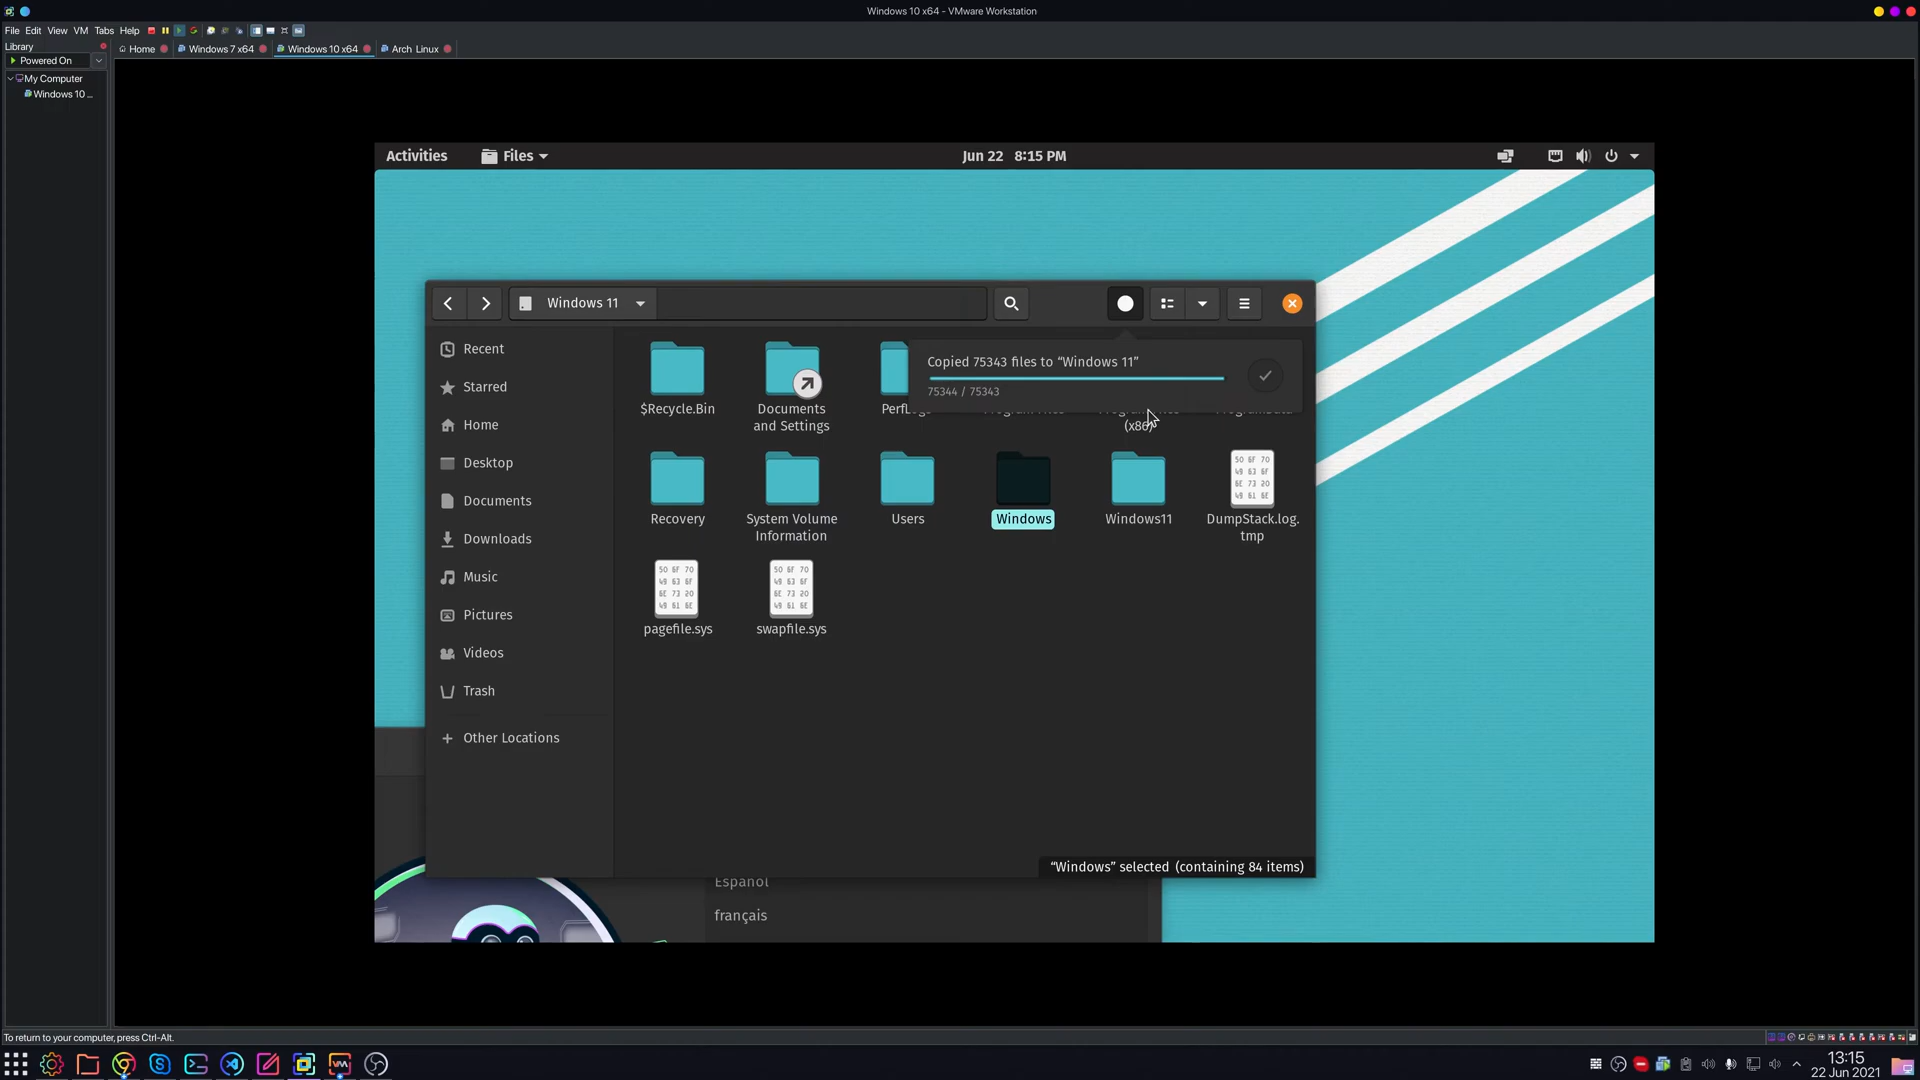 Windows 10 x64 - VMware Workstation
File Edit View VM Tabs Help
Library
Powered On
My Computer
Windows 10 ...
Home Windows 7 x64 Windows 10 x64 Arch Linux
Activities Files Jun 22 8:15 PM
Windows 11
Recent
Starred
Home
Desktop
Documents
Downloads
Music
Pictures
Videos
Trash
Other Locations
Copied 75343 files to “Windows 11”
75344 / 75343
$Recycle.Bin
Documents
and Settings
PerfLogs
(x86)
Recovery
System Volume
Information
Users
Windows
Windows11
DumpStack.log.
tmp
pagefile.sys
swapfile.sys
“Windows” selected (containing 84 items)
Español
français
To return to your computer, press Ctrl-Alt.
13:15
22 Jun 2021